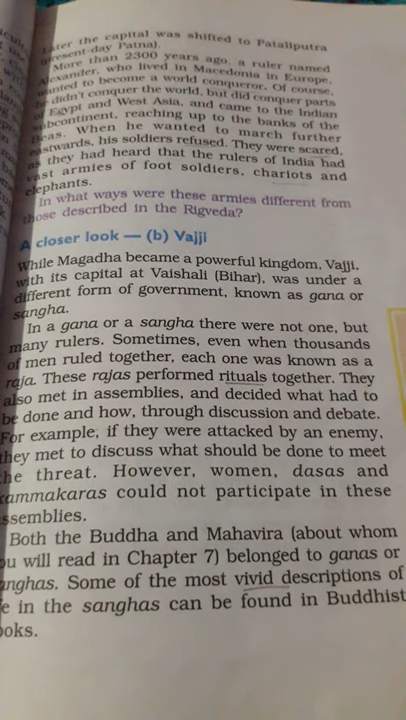 Later the capital was shifted to Pataliputra
(present-day Patna).
More than 2300 years ago, a ruler named
Alexander, who lived in Macedonia in Europe,
wanted to become a world conqueror. Of course,
he didn't conquer the world, but did conquer parts
of Egypt and West Asia, and came to the Indian
subcontinent, reaching up to the banks of the
Beas. When he wanted to march further
eastwards, his soldiers refused. They were scared,
as they had heard that the rulers of India had
vast armies of foot soldiers, chariots and
elephants.
In what ways were these armies different from
those described in the Rigveda?
A closer look — (b) Vajji
While Magadha became a powerful kingdom, Vajji,
with its capital at Vaishali (Bihar), was under a
different form of government, known as gana or
sangha.
In a gana or a sangha there were not one, but
many rulers. Sometimes, even when thousands
of men ruled together, each one was known as a
raja. These rajas performed rituals together. They
also met in assemblies, and decided what had to
be done and how, through discussion and debate.
For example, if they were attacked by an enemy,
they met to discuss what should be done to meet
the threat. However, women, dasas and
kammakaras could not participate in these
assemblies.
Both the Buddha and Mahavira (about whom
you will read in Chapter 7) belonged to ganas or
sanghas. Some of the most vivid descriptions of
in the sanghas can be found in Buddhist
books.